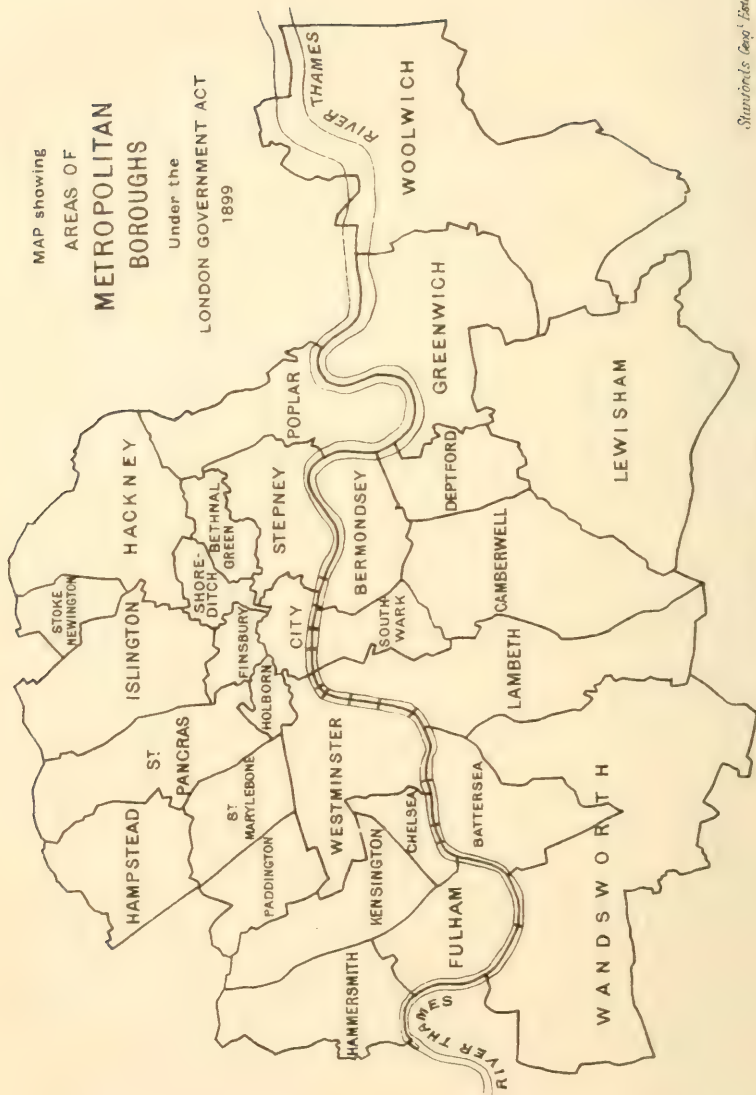 MAP showing
AREAS OF
METROPOLITAN
BOROUGHS
Under the
LONDON GOVERNMENT ACT
1899
STOKE
NEWINGTON
HACKNEY
HAMPSTEAD
ST.
PANCRAS
ISLINGTON
SHORE-
DITCH
BETHNAL
GREEN
ST.
MARYLEBONE
PADDINGTON
FINSBURY
HOLBORN
CITY
STEPNEY
POPLAR
HAMMERSMITH
KENSINGTON
WESTMINSTER
CHELSEA
FULHAM
BATTERSEA
SOUTH
WARK
BERMONDSEY
DEPTFORD
GREENWICH
WOOLWICH
RIVER THAMES
RIVER THAMES
WANDSWORTH
LAMBETH
CAMBERWELL
LEWISHAM
Stanford's Geog.l